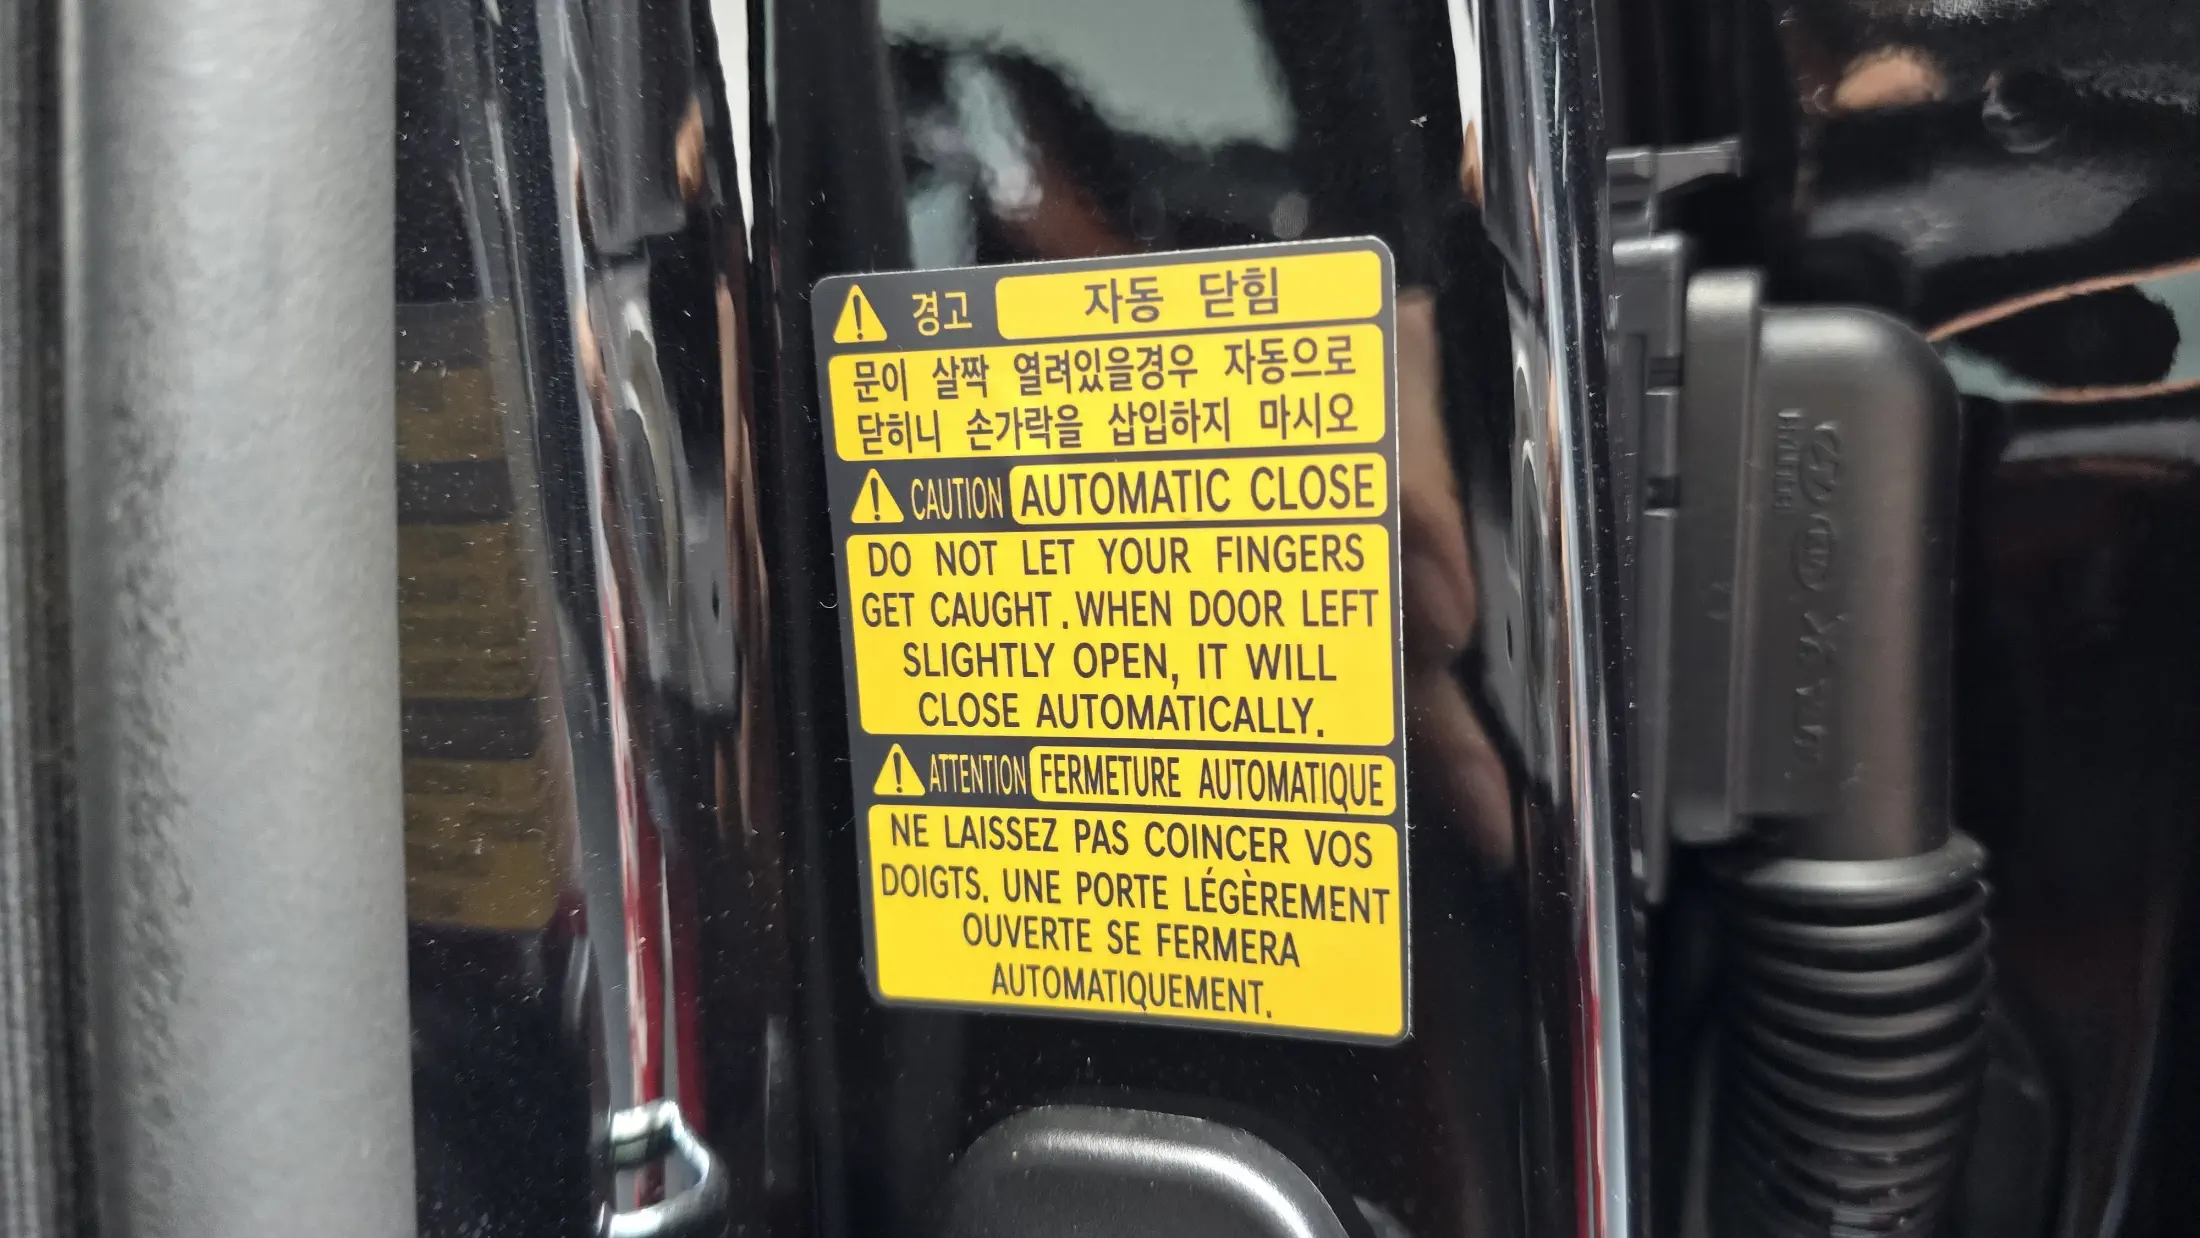 경고 자동 닫힘
문이 살짝 열려있을경우 자동으로
닫히니 손가락을 삽입하지 마시오
CAUTION AUTOMATIC CLOSE
DO NOT LET YOUR FINGERS
GET CAUGHT. WHEN DOOR LEFT
SLIGHTLY OPEN, IT WILL
CLOSE AUTOMATICALLY.
ATTENTION FERMETURE AUTOMATIQUE
NE LAISSEZ PAS COINCER VOS
DOIGTS. UNE PORTE LÉGÈREMENT
OUVERTE SE FERMERA
AUTOMATIQUEMENT.